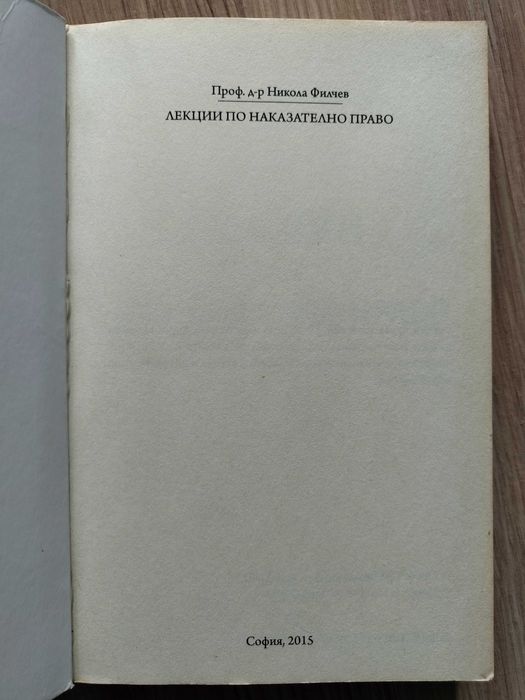 Проф. д-р Никола Филчев
ЛЕКЦИИ ПО НАКАЗАТЕЛНО ПРАВО
София, 2015